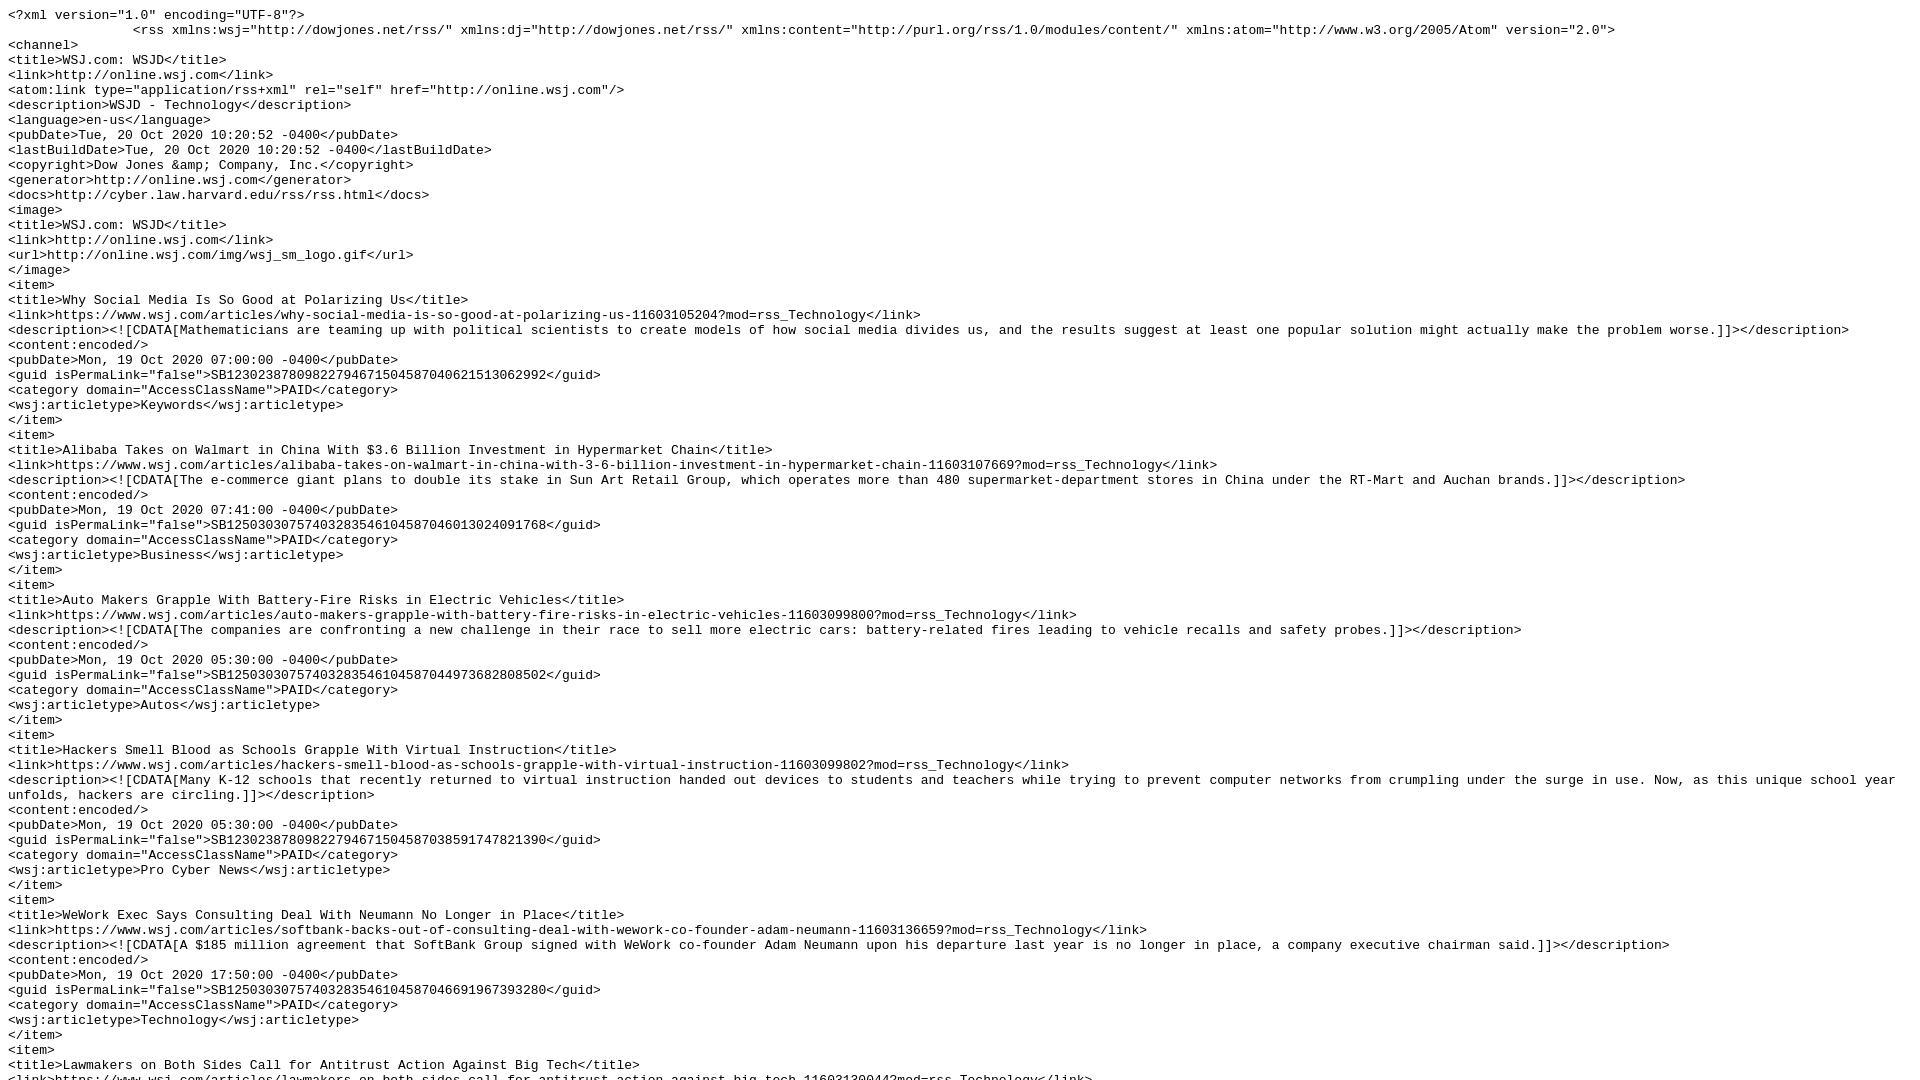 <?xml version="1.0" encoding="UTF-8"?>
<rss xmlns:wsj="http://dowjones.net/rss/" xmlns:dj="http://dowjones.net/rss/" xmlns:content="http://purl.org/rss/1.0/modules/content/" xmlns:atom="http://www.w3.org/2005/Atom" version="2.0">
<channel>
<title>WSJ.com: WSJD</title>
<link>http://online.wsj.com</link>
<atom:link type="application/rss+xml" rel="self" href="http://online.wsj.com"/>
<description>WSJD - Technology</description>
<language>en-us</language>
<pubDate>Tue, 20 Oct 2020 10:20:52 -0400</pubDate>
<lastBuildDate>Tue, 20 Oct 2020 10:20:52 -0400</lastBuildDate>
<copyright>Dow Jones &amp; Company, Inc.</copyright>
<generator>http://online.wsj.com</generator>
<docs>http://cyber.law.harvard.edu/rss/rss.html</docs>
<image>
<title>WSJ.com: WSJD</title>
<link>http://online.wsj.com</link>
<url>http://online.wsj.com/img/wsj_sm_logo.gif</url>
</image>
<item>
<title>Why Social Media Is So Good at Polarizing Us</title>
<link>https://www.wsj.com/articles/why-social-media-is-so-good-at-polarizing-us-11603105204?mod=rss_Technology</link>
<description><![CDATA[Mathematicians are teaming up with political scientists to create models of how social media divides us, and the results suggest at least one popular solution might actually make the problem worse.]]></description>
<content:encoded/>
<pubDate>Mon, 19 Oct 2020 07:00:00 -0400</pubDate>
<guid isPermaLink="false">SB12302387809822794671504587040621513062992</guid>
<category domain="AccessClassName">PAID</category>
<wsj:articletype>Keywords</wsj:articletype>
</item>
<item>
<title>Alibaba Takes on Walmart in China With $3.6 Billion Investment in Hypermarket Chain</title>
<link>https://www.wsj.com/articles/alibaba-takes-on-walmart-in-china-with-3-6-billion-investment-in-hypermarket-chain-11603107669?mod=rss_Technology</link>
<description><![CDATA[The e-commerce giant plans to double its stake in Sun Art Retail Group, which operates more than 480 supermarket-department stores in China under the RT-Mart and Auchan brands.]]></description>
<content:encoded/>
<pubDate>Mon, 19 Oct 2020 07:41:00 -0400</pubDate>
<guid isPermaLink="false">SB12503030757403283546104587046013024091768</guid>
<category domain="AccessClassName">PAID</category>
<wsj:articletype>Business</wsj:articletype>
</item>
<item>
<title>Auto Makers Grapple With Battery-Fire Risks in Electric Vehicles</title>
<link>https://www.wsj.com/articles/auto-makers-grapple-with-battery-fire-risks-in-electric-vehicles-11603099800?mod=rss_Technology</link>
<description><![CDATA[The companies are confronting a new challenge in their race to sell more electric cars: battery-related fires leading to vehicle recalls and safety probes.]]></description>
<content:encoded/>
<pubDate>Mon, 19 Oct 2020 05:30:00 -0400</pubDate>
<guid isPermaLink="false">SB12503030757403283546104587044973682808502</guid>
<category domain="AccessClassName">PAID</category>
<wsj:articletype>Autos</wsj:articletype>
</item>
<item>
<title>Hackers Smell Blood as Schools Grapple With Virtual Instruction</title>
<link>https://www.wsj.com/articles/hackers-smell-blood-as-schools-grapple-with-virtual-instruction-11603099802?mod=rss_Technology</link>
<description><![CDATA[Many K-12 schools that recently returned to virtual instruction handed out devices to students and teachers while trying to prevent computer networks from crumpling under the surge in use. Now, as this unique school year
unfolds, hackers are circling.]]></description>
<content:encoded/>
<pubDate>Mon, 19 Oct 2020 05:30:00 -0400</pubDate>
<guid isPermaLink="false">SB12302387809822794671504587038591747821390</guid>
<category domain="AccessClassName">PAID</category>
<wsj:articletype>Pro Cyber News</wsj:articletype>
</item>
<item>
<title>WeWork Exec Says Consulting Deal With Neumann No Longer in Place</title>
<link>https://www.wsj.com/articles/softbank-backs-out-of-consulting-deal-with-wework-co-founder-adam-neumann-11603136659?mod=rss_Technology</link>
<description><![CDATA[A $185 million agreement that SoftBank Group signed with WeWork co-founder Adam Neumann upon his departure last year is no longer in place, a company executive chairman said.]]></description>
<content:encoded/>
<pubDate>Mon, 19 Oct 2020 17:50:00 -0400</pubDate>
<guid isPermaLink="false">SB12503030757403283546104587046691967393280</guid>
<category domain="AccessClassName">PAID</category>
<wsj:articletype>Technology</wsj:articletype>
</item>
<item>
<title>Lawmakers on Both Sides Call for Antitrust Action Against Big Tech</title>
<link>https://www.wsj.com/articles/lawmakers-on-both-sides-call-for-antitrust-action-against-big-tech-11603130044?mod=rss_Technology</link>